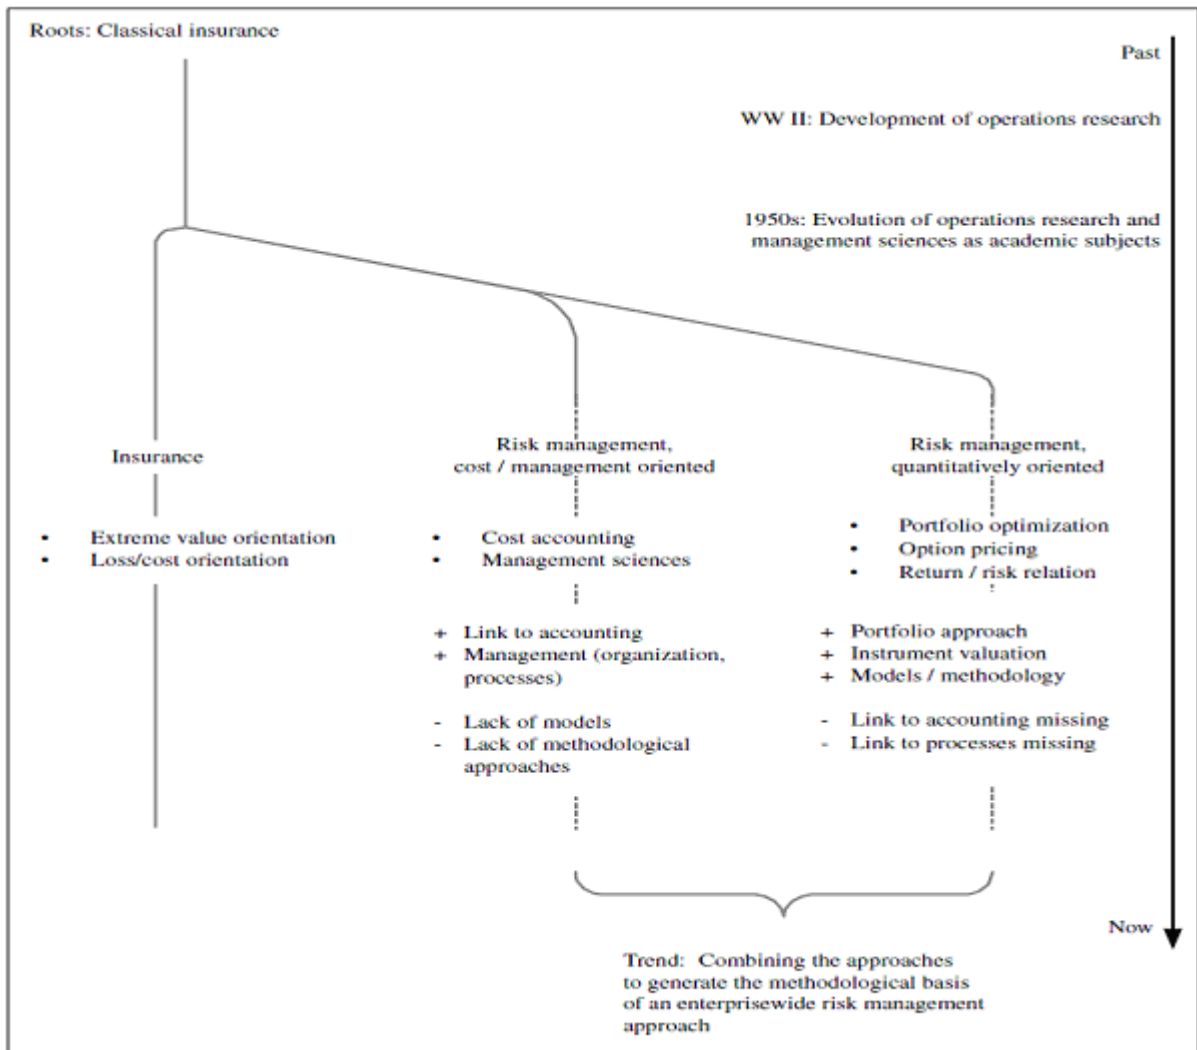 Roots: Classical insurance
Past
WW II: Development of operations research
1950s: Evolution of operations research and
management sciences as academic subjects
Insurance
• Extreme value orientation
• Loss/cost orientation
Risk management,
cost / management oriented
• Cost accounting
• Management sciences
+ Link to accounting
+ Management (organization,
processes)
- Lack of models
- Lack of methodological
approaches
Risk management,
quantitatively oriented
• Portfolio optimization
• Option pricing
• Return / risk relation
+ Portfolio approach
+ Instrument valuation
+ Models / methodology
- Link to accounting missing
- Link to processes missing
Now
Trend: Combining the approaches
to generate the methodological basis
of an enterprisewide risk management
approach